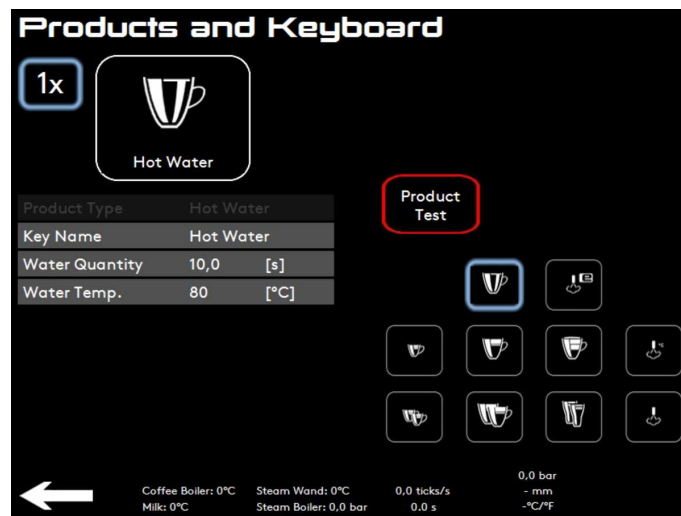 Products and Keyboard
1x
Hot Water
Product Test
Product Type Hot Water
Key Name Hot Water
Water Quantity 10,0 [s]
Water Temp. 80 [°C]
Coffee Boiler: 0°C Steam Wand: 0°C 0,0 ticks/s 0,0 bar
- mm
Milk: 0°C Steam Boiler: 0,0 bar 0.0 s -°C/°F